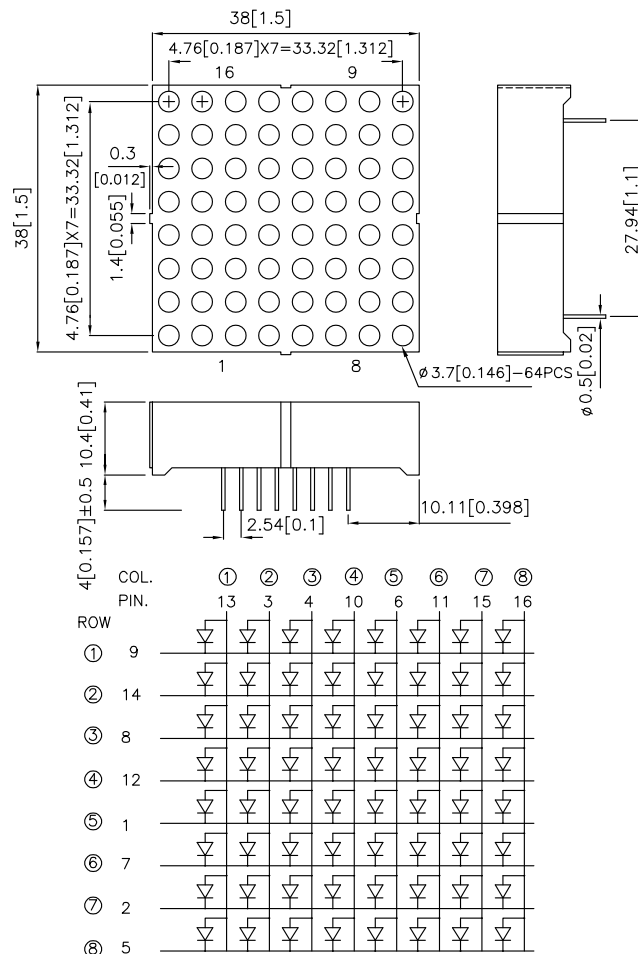 38[1.5]
4.76[0.187]X7=33.32[1.312]
16 9
38[1.5]
4.76[0.187]X7=33.32[1.312]
0.3
[0.012]
1.4[0.055]
27.94[1.1]
1 8
ø3.7[0.146]-64PCS
ø0.5[0.02]
10.4[0.41]
4[0.157]±0.5
2.54[0.1]
10.11[0.398]
COL. ① ② ③ ④ ⑤ ⑥ ⑦ ⑧
PIN. 13 3 4 10 6 11 15 16
ROW
① 9
② 14
③ 8
④ 12
⑤ 1
⑥ 7
⑦ 2
⑧ 5